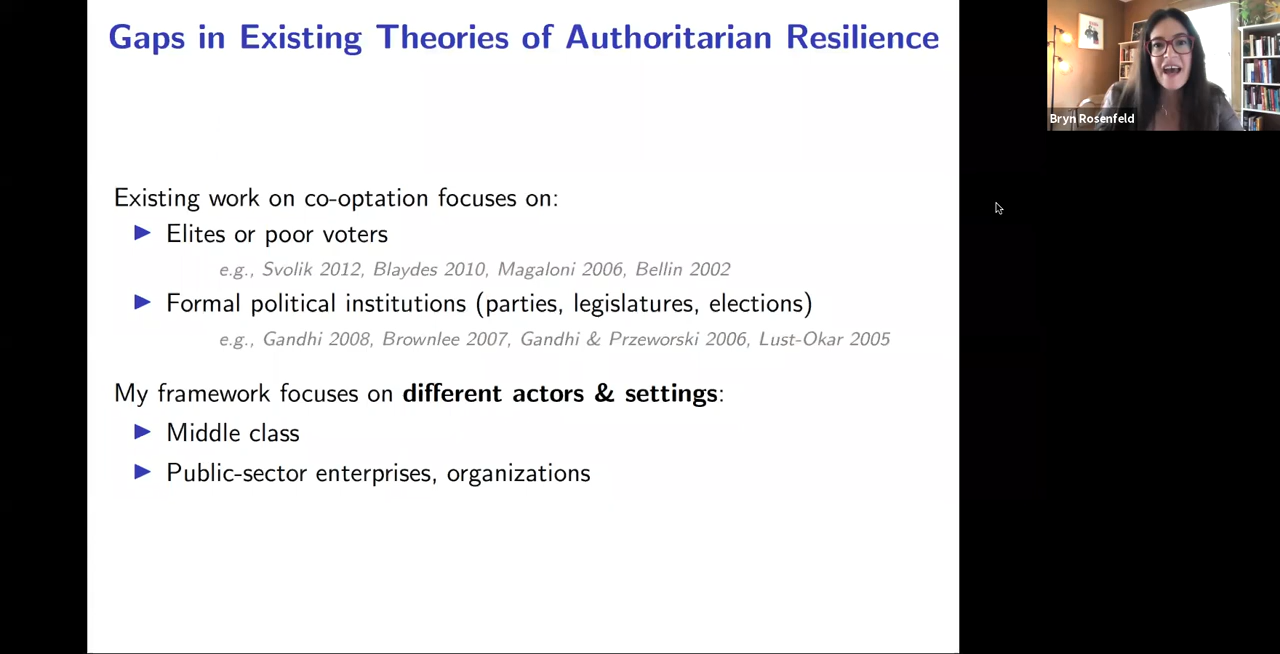 Gaps in Existing Theories of Authoritarian Resilience
Bryn Rosenfeld
Existing work on co-optation focuses on:
▶ Elites or poor voters
e.g., Svolik 2012, Blaydes 2010, Magaloni 2006, Bellin 2002
▶ Formal political institutions (parties, legislatures, elections)
e.g., Gandhi 2008, Brownlee 2007, Gandhi & Przeworski 2006, Lust-Okar 2005
My framework focuses on different actors & settings:
▶ Middle class
▶ Public-sector enterprises, organizations